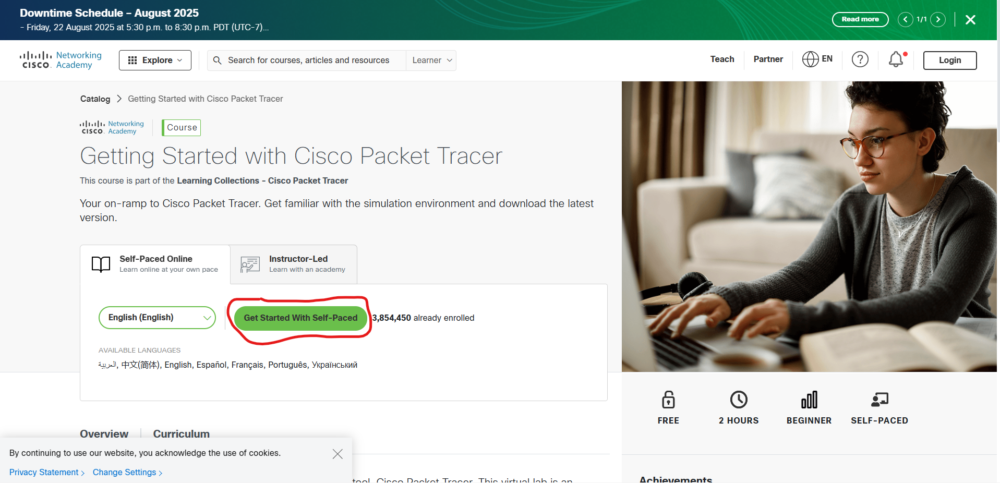 Downtime Schedule – August 2025
- Friday, 22 August 2025 at 5:30 p.m. to 8:30 p.m. PDT (UTC-7)...
Read more
1/1
CISCO Networking Academy
Explore
Search for courses, articles and resources
Learner
Teach
Partner
EN
Login
Catalog > Getting Started with Cisco Packet Tracer
CISCO Networking Academy
Course
Getting Started with Cisco Packet Tracer
This course is part of the Learning Collections - Cisco Packet Tracer
Your on-ramp to Cisco Packet Tracer. Get familiar with the simulation environment and download the latest
version.
Self-Paced Online
Learn online at your own pace
Instructor-Led
Learn with an academy
English (English)
Get Started With Self-Paced
3,854,450 already enrolled
AVAILABLE LANGUAGES
العربية, 中文(简体), English, Español, Français, Português, Український
FREE
2 HOURS
BEGINNER
SELF-PACED
Overview
Curriculum
By continuing to use our website, you acknowledge the use of cookies.
Privacy Statement >
Change Settings >
tool, Cisco Packet Tracer. This virtual lab is an
Achievements